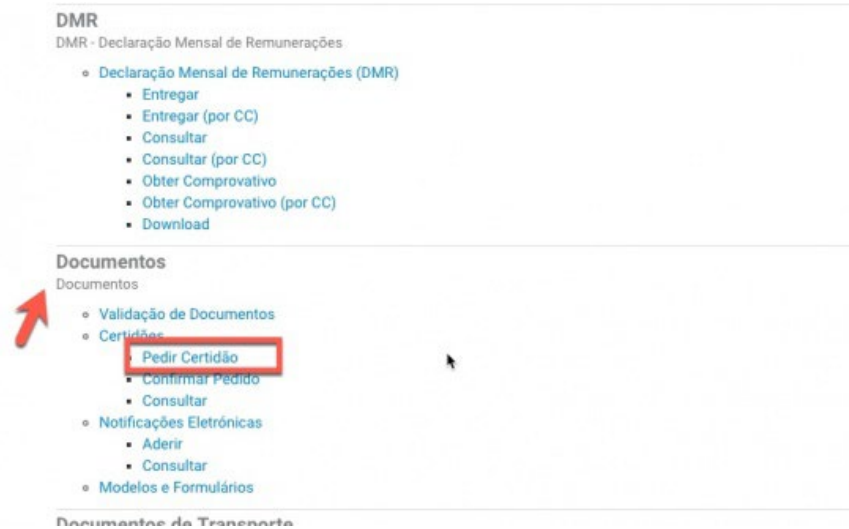 DMR
DMR - Declaração Mensal de Remunerações
Declaração Mensal de Remunerações (DMR)
Entregar
Entregar (por CC)
Consultar
Consultar (por CC)
Obter Comprovativo
Obter Comprovativo (por CC)
Download
Documentos
Documentos
Validação de Documentos
Certidões
Pedir Certidão
Confirmar Pedido
Consultar
Notificações Eletrónicas
Aderir
Consultar
Modelos e Formulários
Documentos de Transporte